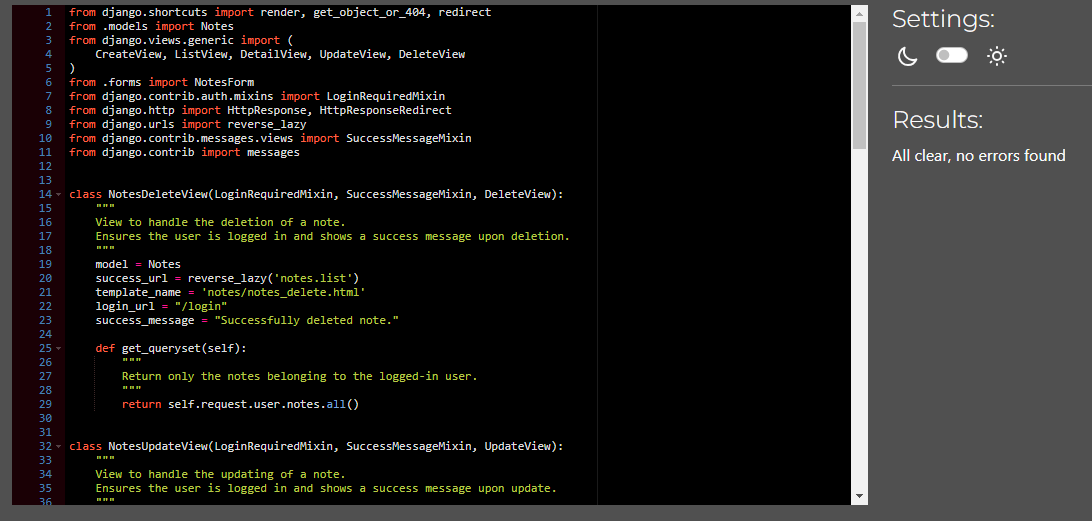 1 from django.shortcuts import render, get_object_or_404, redirect
2 from .models import Notes
3 from django.views.generic import (
4     CreateView, ListView, DetailView, UpdateView, DeleteView
5 )
6 from .forms import NotesForm
7 from django.contrib.auth.mixins import LoginRequiredMixin
8 from django.http import HttpResponse, HttpResponseRedirect
9 from django.urls import reverse_lazy
10 from django.contrib.messages.views import SuccessMessageMixin
11 from django.contrib import messages
12
13
14 class NotesDeleteView(LoginRequiredMixin, SuccessMessageMixin, DeleteView):
15     """
16     View to handle the deletion of a note.
17     Ensures the user is logged in and shows a success message upon deletion.
18     """
19     model = Notes
20     success_url = reverse_lazy('notes.list')
21     template_name = 'notes/notes_delete.html'
22     login_url = "/login"
23     success_message = "Successfully deleted note."
24
25     def get_queryset(self):
26         """
27         Return only the notes belonging to the logged-in user.
28         """
29         return self.request.user.notes.all()
30
31
32 class NotesUpdateView(LoginRequiredMixin, SuccessMessageMixin, UpdateView):
33     """
34     View to handle the updating of a note.
35     Ensures the user is logged in and shows a success message upon update.
36     """
Settings:
Results:
All clear, no errors found